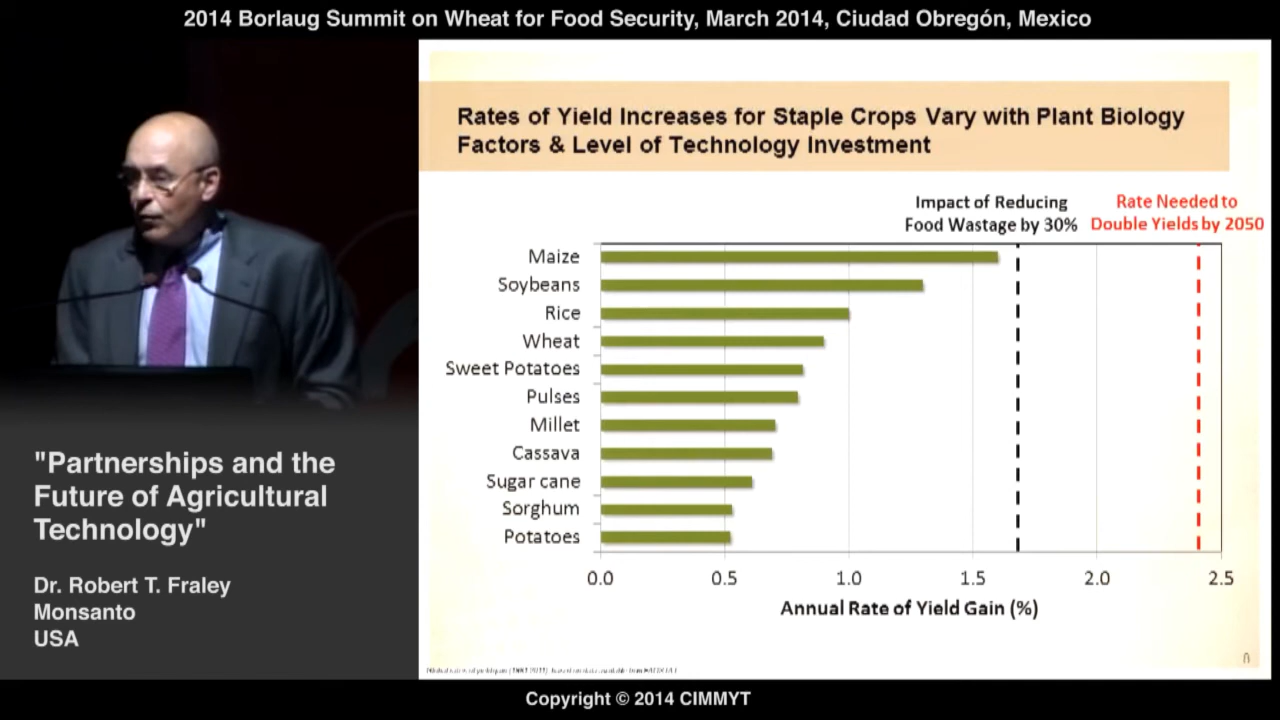 2014 Borlaug Summit on Wheat for Food Security, March 2014, Ciudad Obregón, Mexico
Rates of Yield Increases for Staple Crops Vary with Plant Biology
Factors & Level of Technology Investment
Impact of Reducing
Food Wastage by 30%
Rate Needed to
Double Yields by 2050
Maize
Soybeans
Rice
Wheat
Sweet Potatoes
Pulses
Millet
Cassava
Sugar cane
Sorghum
Potatoes
0.0 0.5 1.0 1.5 2.0 2.5
Annual Rate of Yield Gain (%)
"Partnerships and the
Future of Agricultural
Technology"
Dr. Robert T. Fraley
Monsanto
USA
Copyright © 2014 CIMMYT